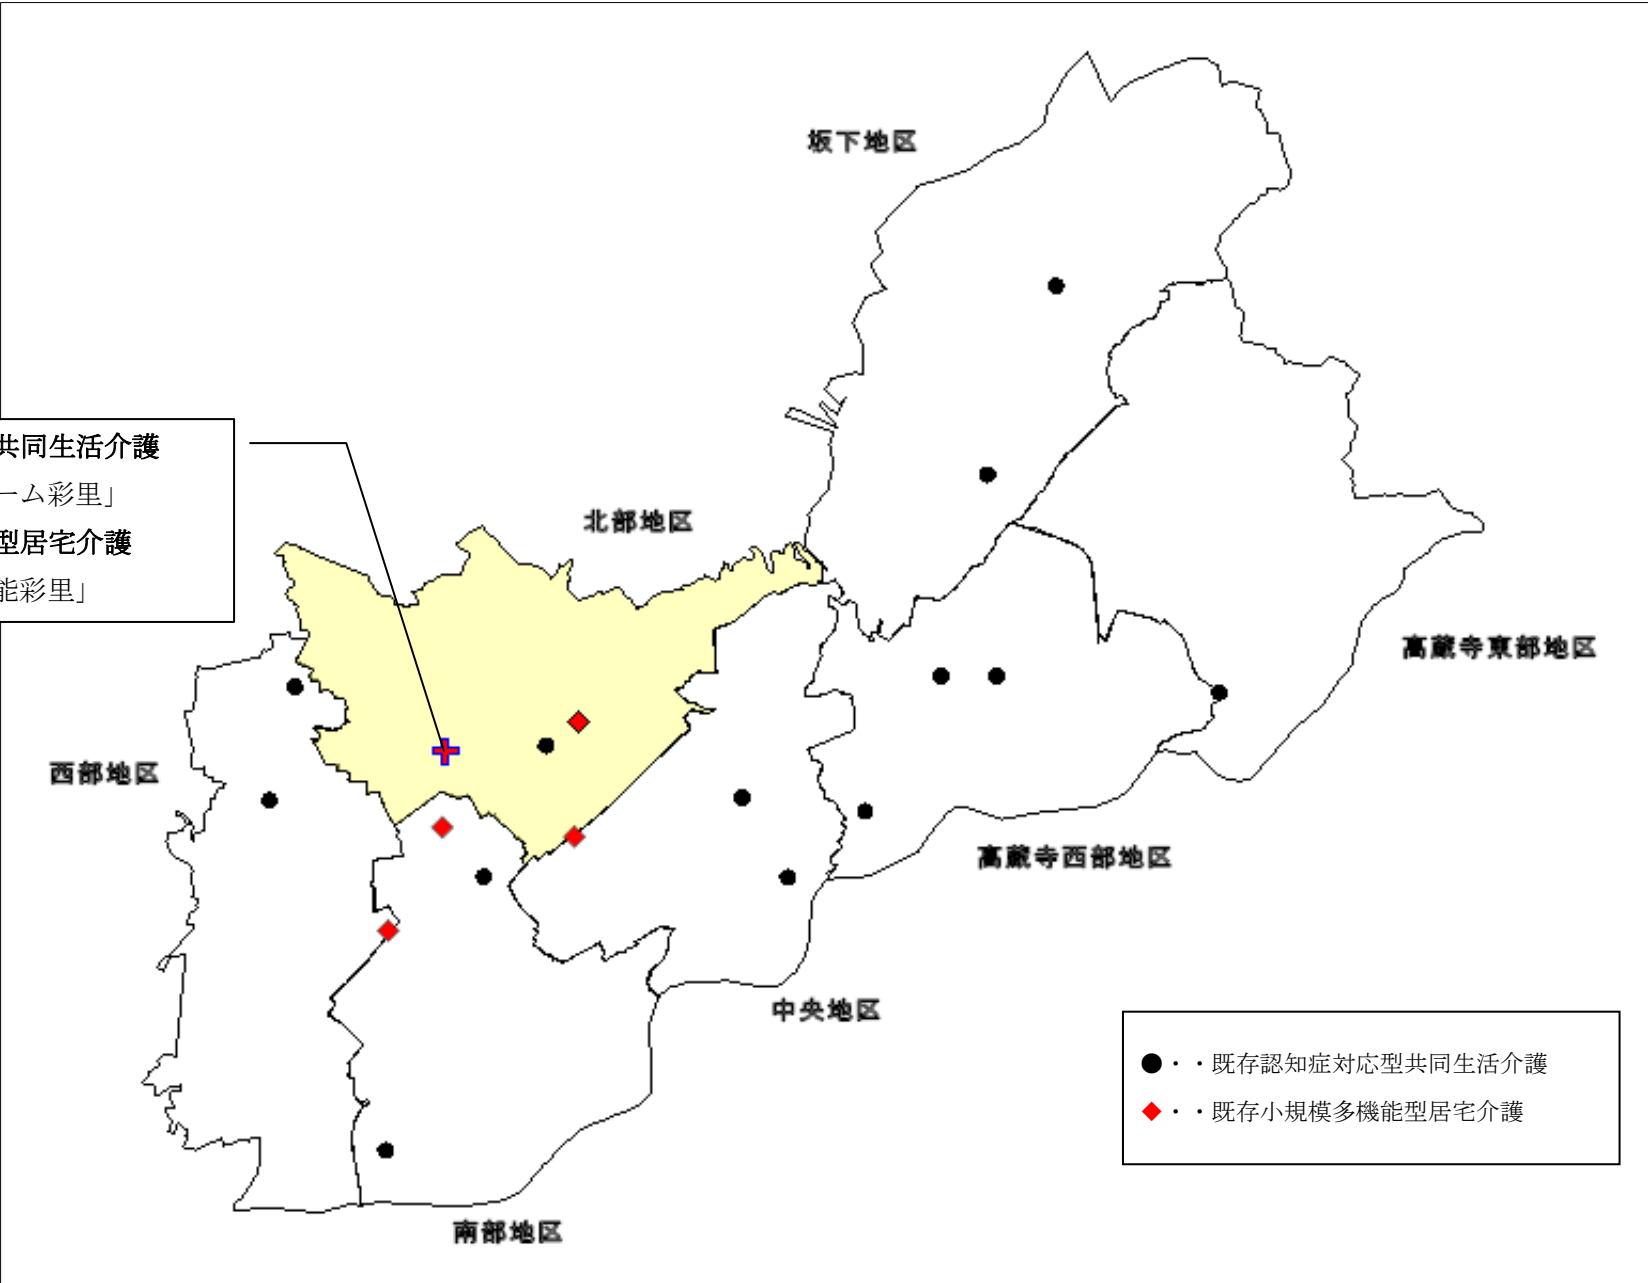 坂下地区
共同生活介護
ーム彩里」
型居宅介護
能彩里」
北部地区
高蔵寺東部地区
西部地区
高蔵寺西部地区
中央地区
●・・既存認知症対応型共同生活介護
◆・・既存小規模多機能型居宅介護
南部地区